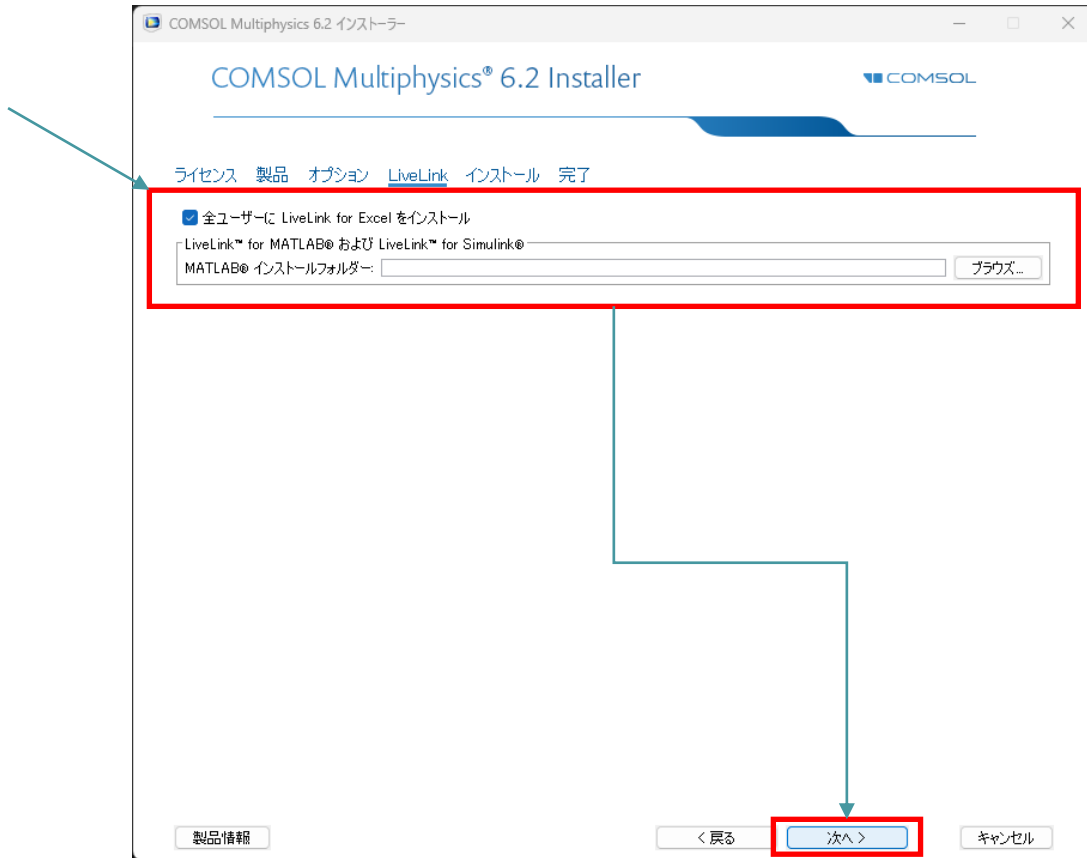 COMSOL Multiphysics 6.2 インストーラー
COMSOL Multiphysics® 6.2 Installer
COMSOL
ライセンス 製品 オプション LiveLink インストール 完了
全ユーザーに LiveLink for Excel をインストール
LiveLink™ for MATLAB® および LiveLink™ for Simulink®
MATLAB® インストールフォルダー: ブラウズ...
製品情報 < 戻る 次へ > キャンセル